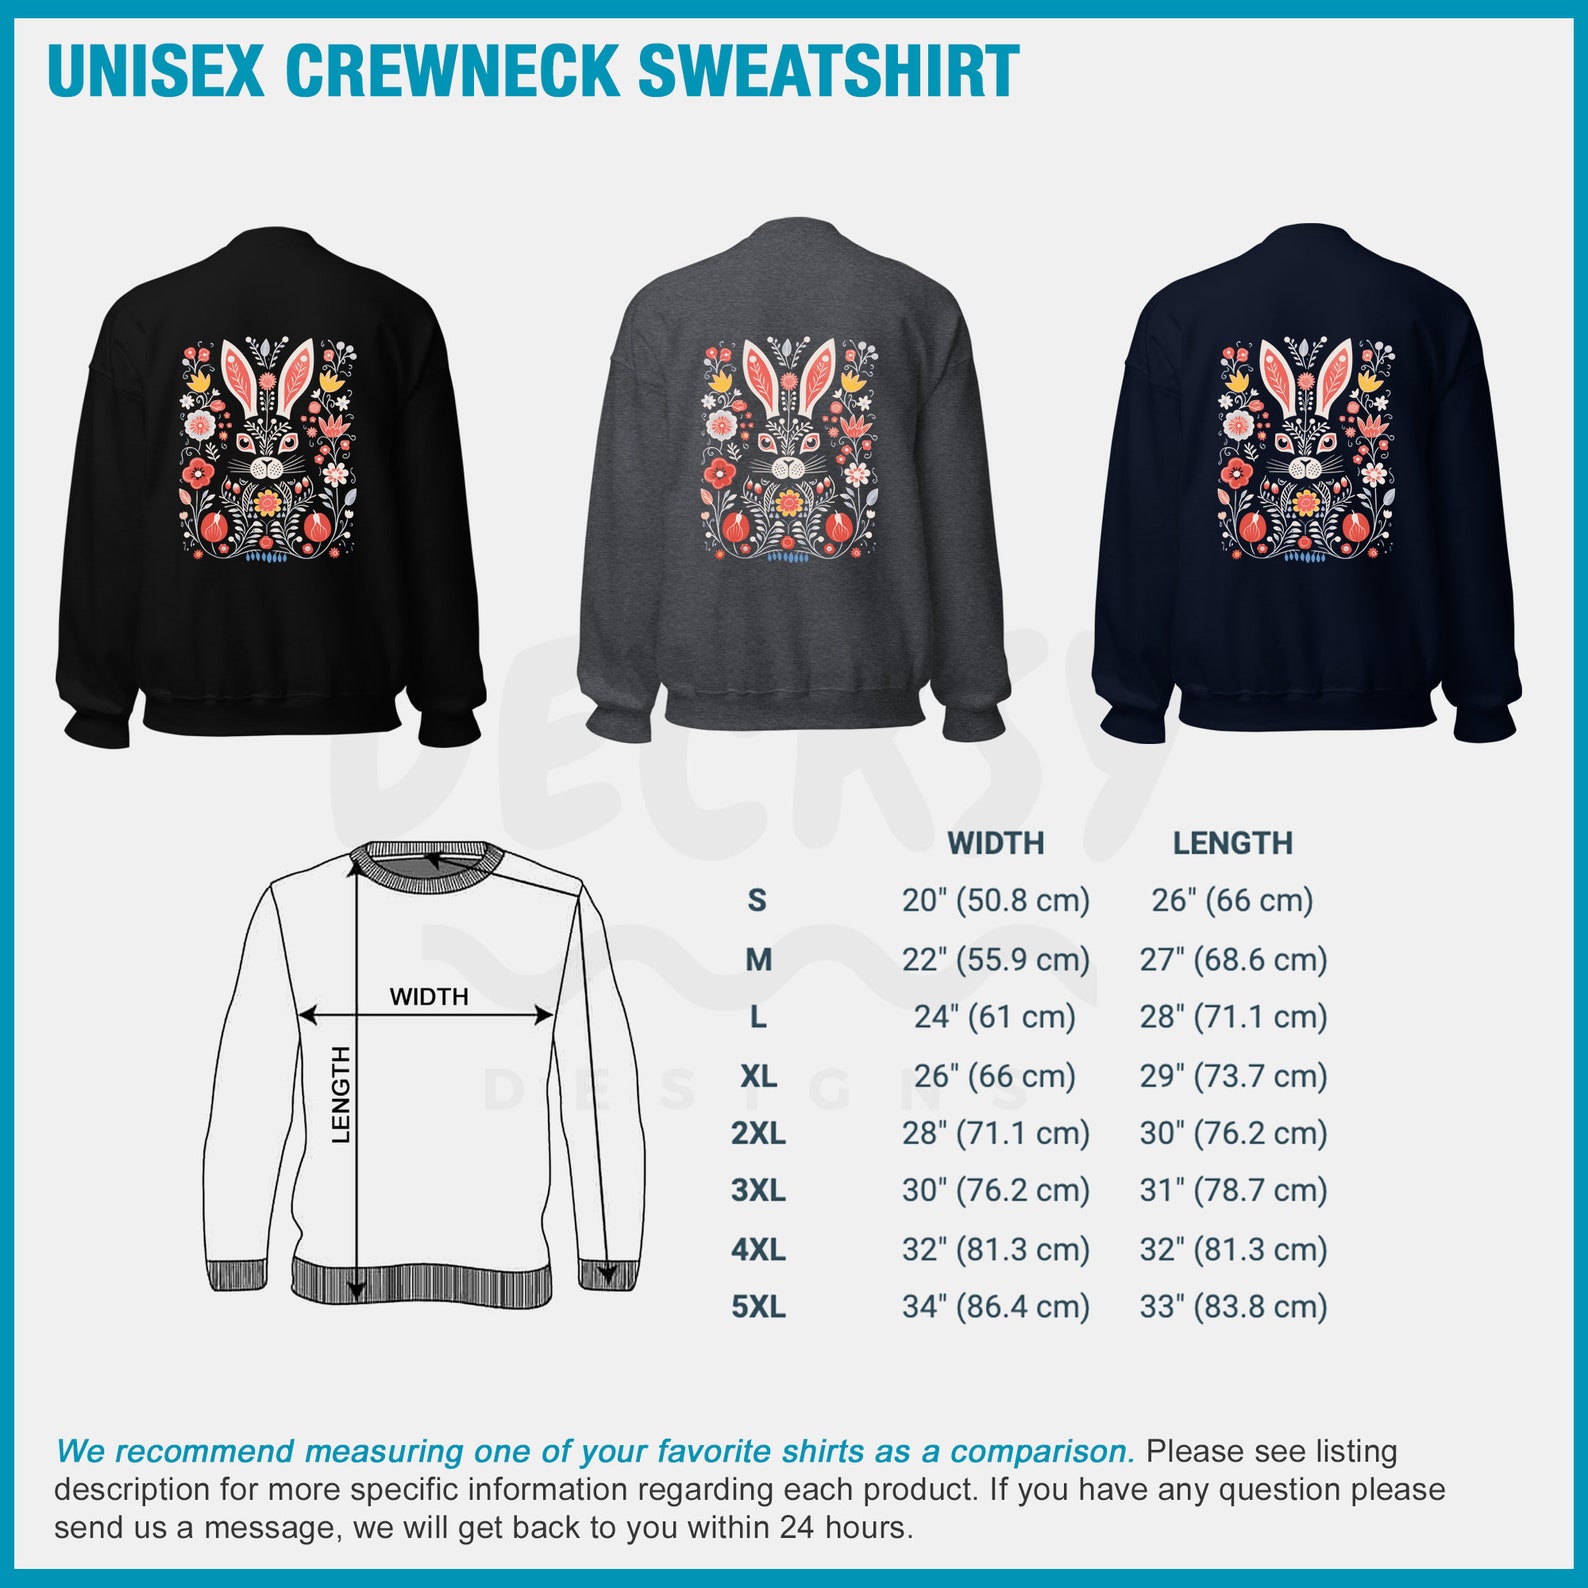 UNISEX CREWNECK SWEATSHIRT
DECKSY
DESIGNS
WIDTH
LENGTH
WIDTH LENGTH
S 20" (50.8 cm) 26" (66 cm)
M 22" (55.9 cm) 27" (68.6 cm)
L 24" (61 cm) 28" (71.1 cm)
XL 26" (66 cm) 29" (73.7 cm)
2XL 28" (71.1 cm) 30" (76.2 cm)
3XL 30" (76.2 cm) 31" (78.7 cm)
4XL 32" (81.3 cm) 32" (81.3 cm)
5XL 34" (86.4 cm) 33" (83.8 cm)
We recommend measuring one of your favorite shirts as a comparison. Please see listing
description for more specific information regarding each product. If you have any question please
send us a message, we will get back to you within 24 hours.